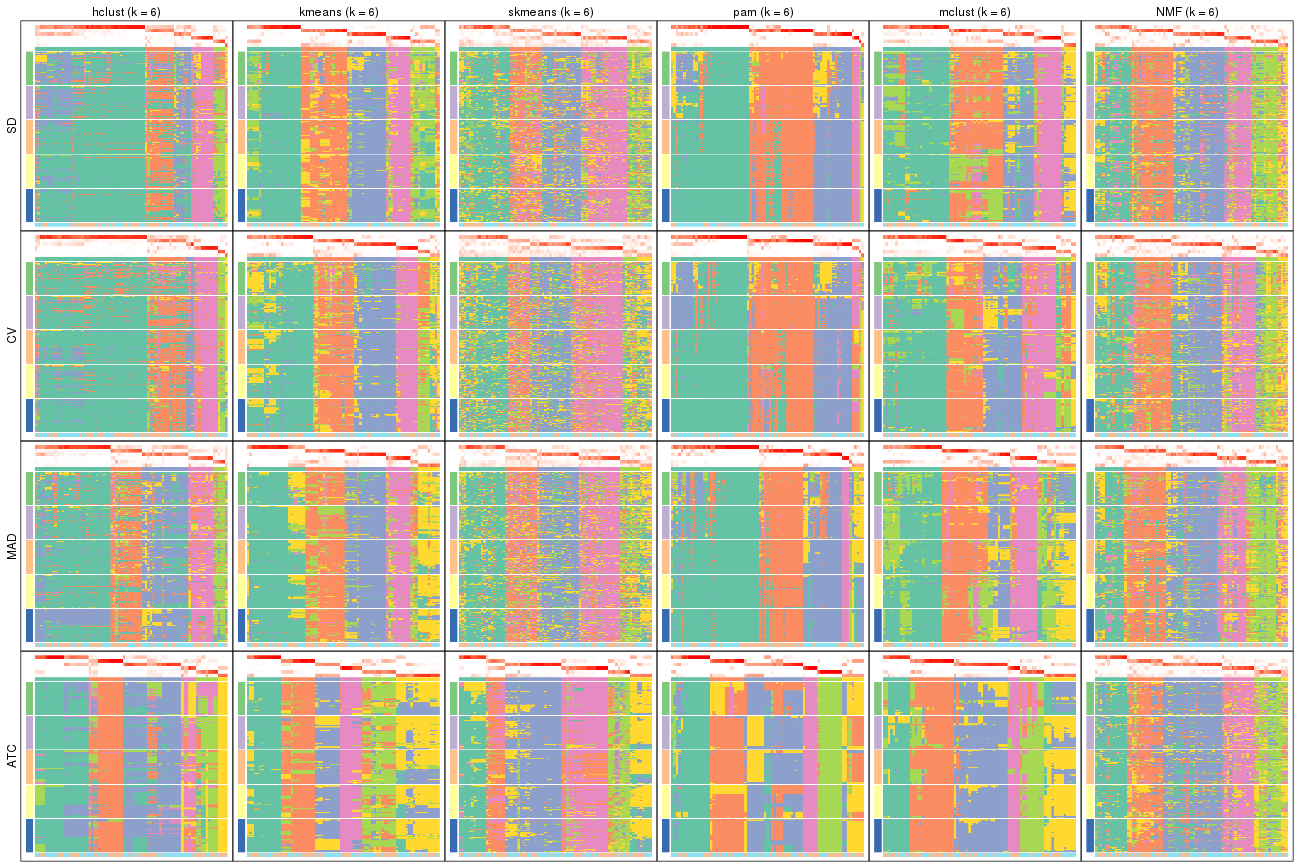 hclust (k = 6)
kmeans (k = 6)
skmeans (k = 6)
pam (k = 6)
mclust (k = 6)
NMF (k = 6)
SD
CV
MAD
ATC